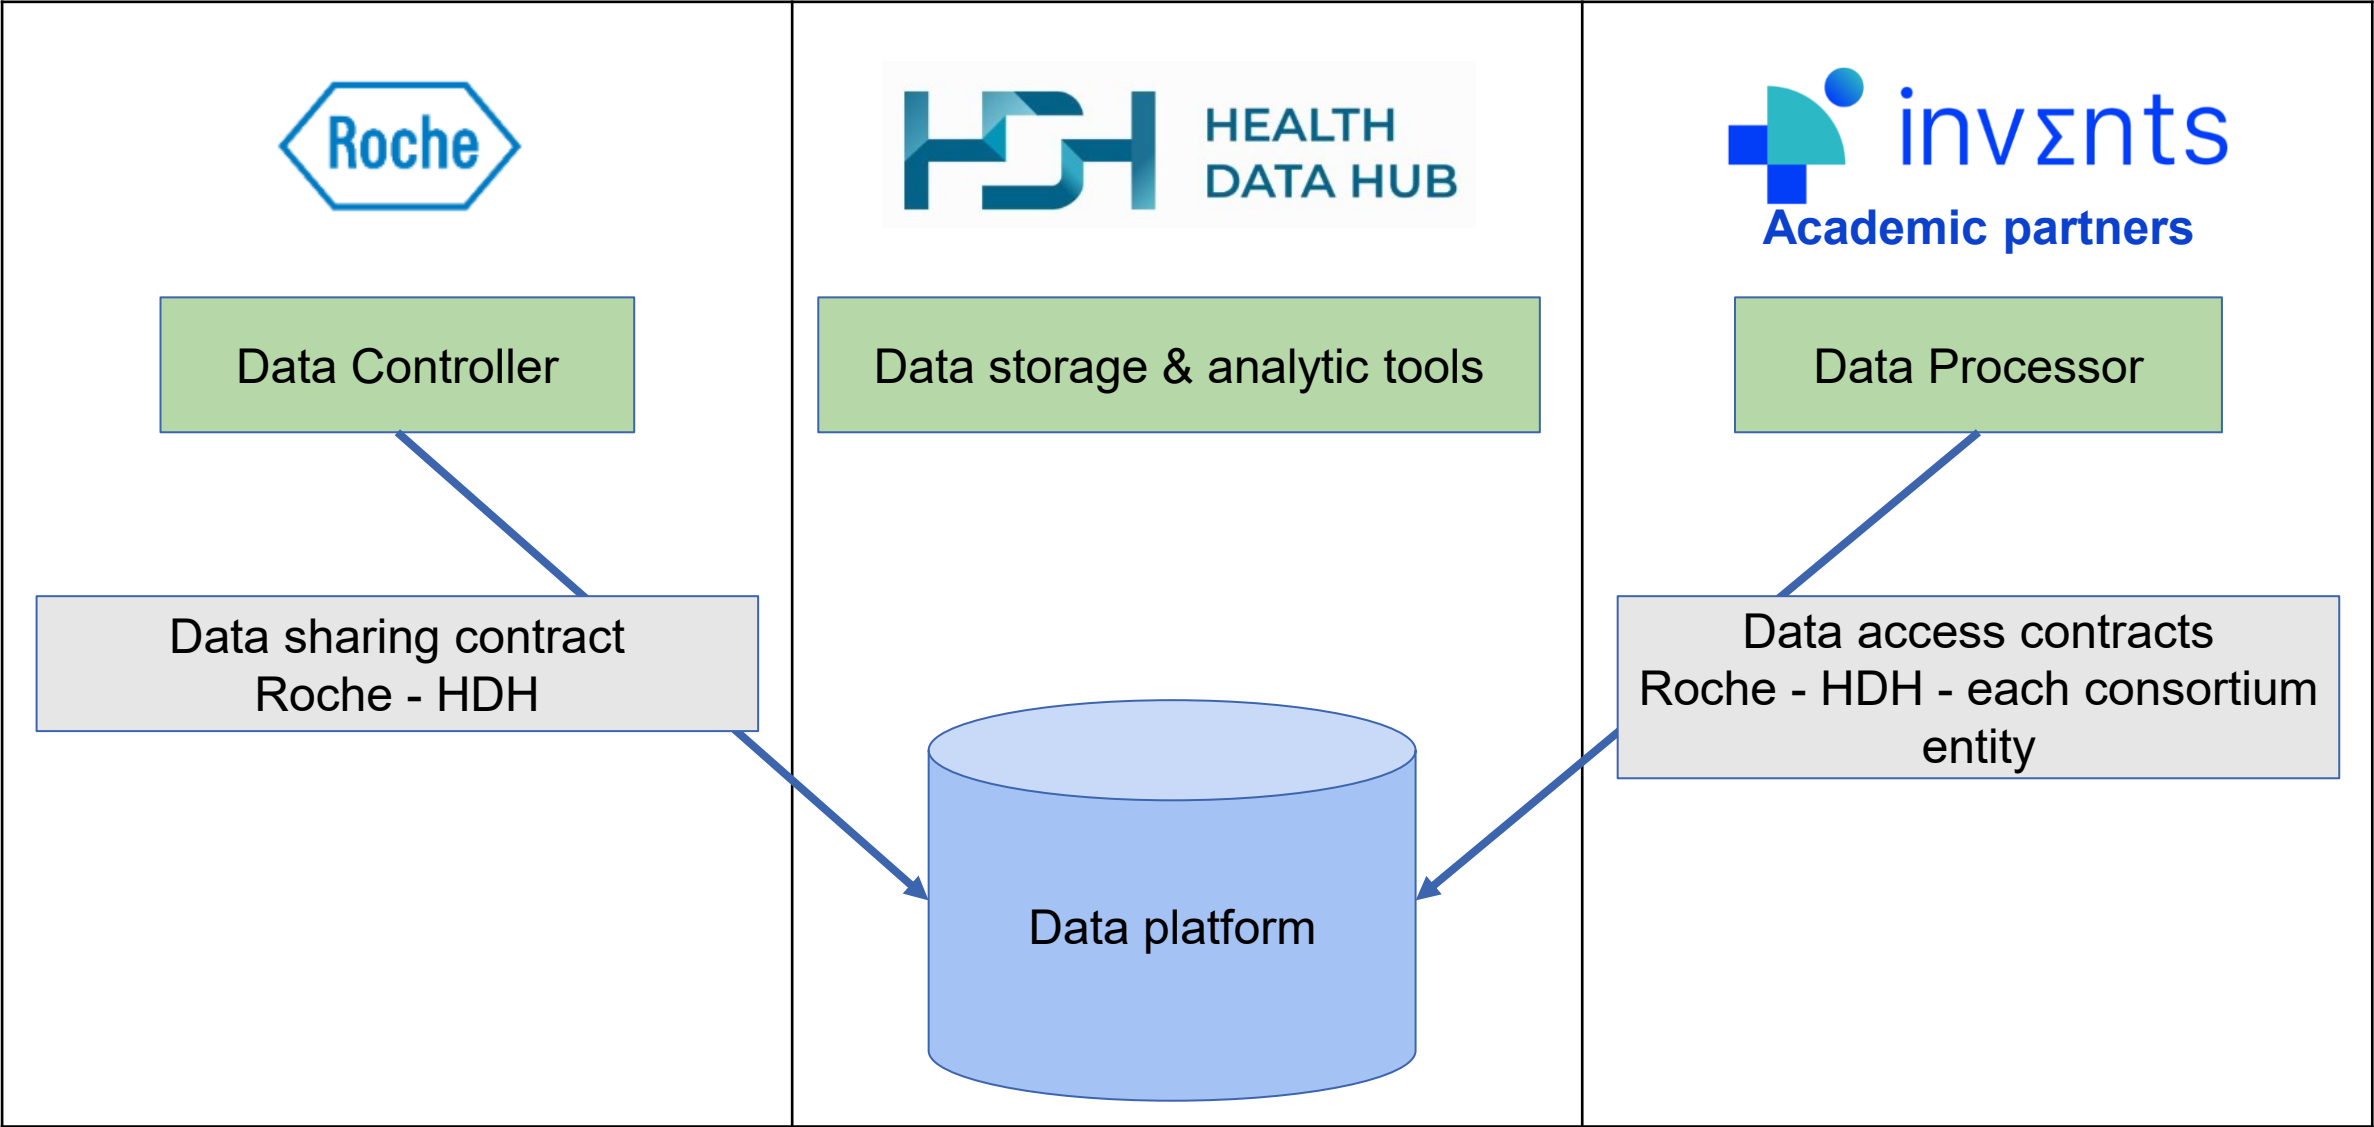 Roche
HEALTH
DATA HUB
invΣnts
Academic partners
Data Controller
Data storage & analytic tools
Data Processor
Data sharing contract
Roche - HDH
Data access contracts
Roche - HDH - each consortium
entity
Data platform